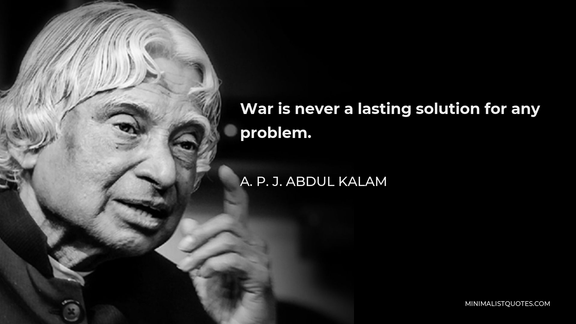 War is never a lasting solution for any
problem.
A. P. J. ABDUL KALAM
MINIMALISTQUOTES.COM